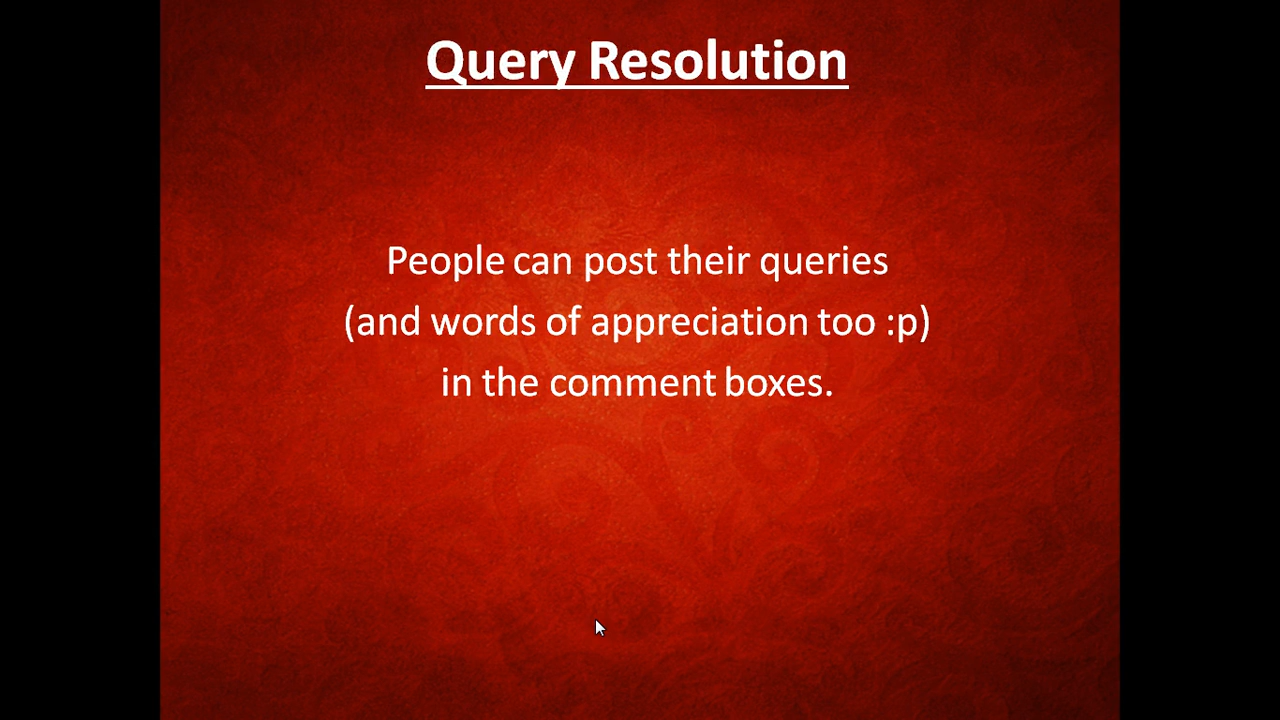 Query Resolution
People can post their queries
(and words of appreciation too :p)
in the comment boxes.